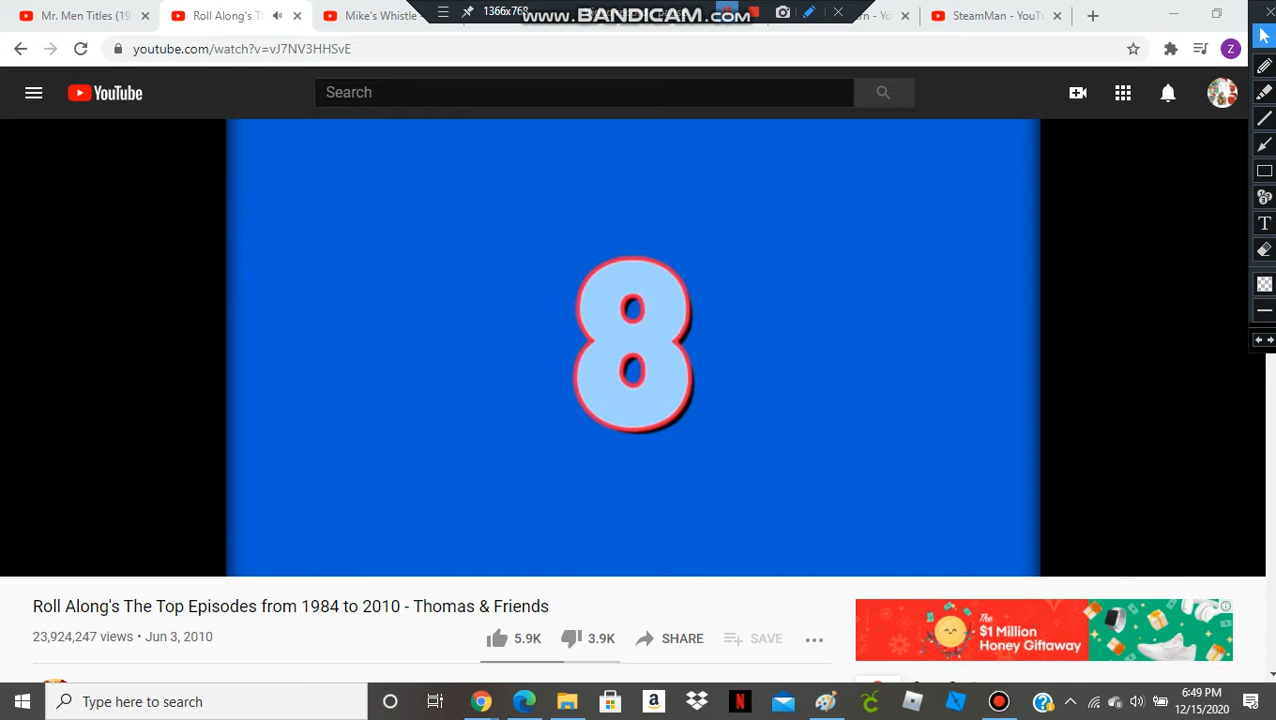 Mr. Men Titles (19
Roll Along's T
Mike's Whistle
1366x768
www.BANDICAM.com
rn - Yo
SteamMan - YouTu
youtube.com/watch?v=vJ7NV3HHSvE
Z
YouTube
Search
8
Roll Along's The Top Episodes from 1984 to 2010 - Thomas & Friends
23,924,247 views • Jun 3, 2010
5.9K
3.9K
SHARE
SAVE
The
$1 Million
Honey Giftaway
Type here to search
6:49 PM
12/15/2020